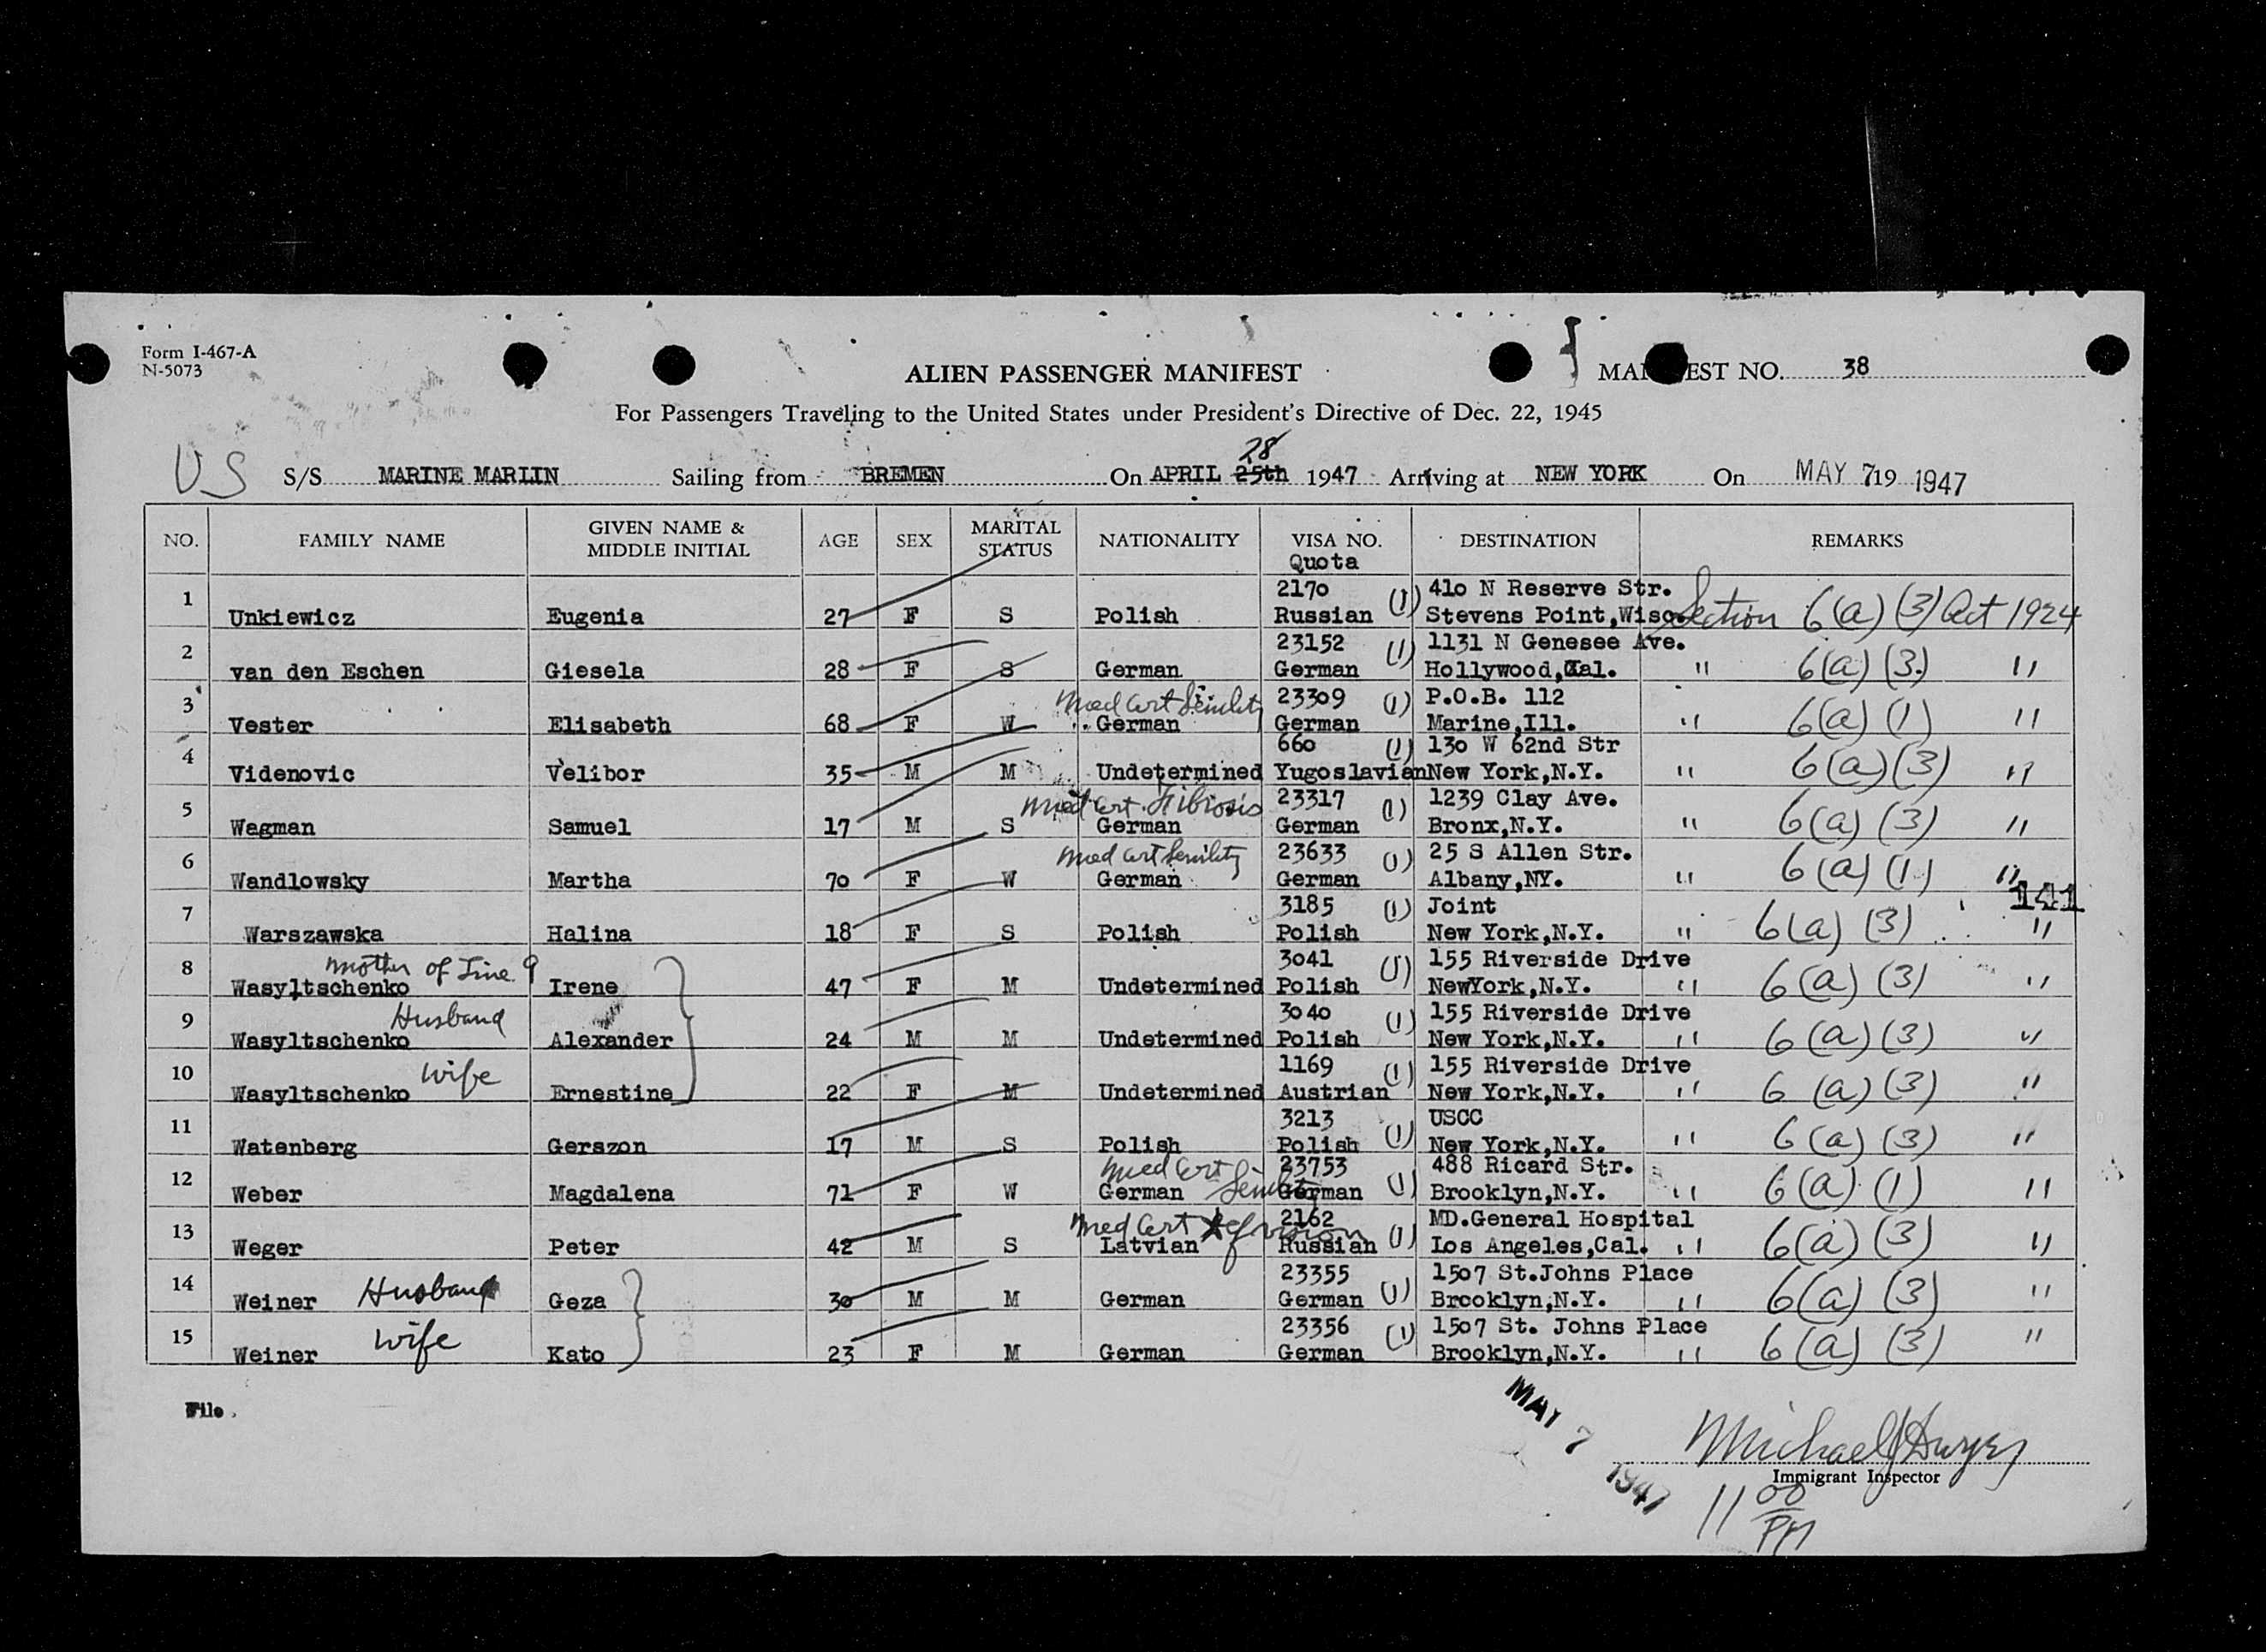 Form I-467-A
N-5073
ALIEN PASSENGER MANIFEST
MANIFEST NO. 38
For Passengers Traveling to the United States under President's Directive of Dec. 22, 1945
28
US S/S MARINE MARLIN Sailing from BREMEN On APRIL 25th 1947 Arriving at NEW YORK On MAY 7 19 1947
NO. FAMILY NAME GIVEN NAME & MIDDLE INITIAL AGE SEX MARITAL STATUS NATIONALITY VISA NO. Quota DESTINATION REMARKS
2170 410 N Reserve Str.
1 Unkiewicz Eugenia 27 F S Polish Russian (1) Stevens Point,Wisc. Section 6(a) (3) Act 1924
23152 1131 N Genesee Ave.
2 van den Eschen Giesela 28 F S German German (1) Hollywood,Cal. " 6(a) (3) "
Med Cert Senility 23309 P.O.B. 112
3 Vester Elisabeth 68 F W German German (1) Marine,Ill. " 6(a) (1) "
660 (1) 130 W 62nd Str
4 Videnovic Velibor 35 M M Undetermined Yugoslavian New York,N.Y. " 6(a) (3) "
Med Cert. Fibrosis 23317 (1) 1239 Clay Ave.
5 Wagman Samuel 17 M S German German Bronx,N.Y. " 6(a) (3) "
Med Cert Senility 23633 (1) 25 S Allen Str.
6 Wandlowsky Martha 70 F W German German Albany,NY. " 6(a) (1) "
141
3185 (1) Joint
7 Warszawska Halina 18 F S Polish Polish New York,N.Y. " 6(a) (3) "
mother of Line 9 3041 155 Riverside Drive
8 Wasyltschenko Irene 47 F M Undetermined Polish (1) NewYork,N.Y. " 6(a) (3) "
Husband 3040 155 Riverside Drive
9 Wasyltschenko Alexander 24 M M Undetermined Polish (1) New York,N.Y. " 6(a) (3) "
Wife 1169 155 Riverside Drive
10 Wasyltschenko Ernestine 22 F M Undetermined Austrian (1) New York,N.Y. " 6 (a) (3) "
3213 USCC
11 Watenberg Gerszon 17 M S Polish Polish (1) New York,N.Y. " 6(a) (3) "
Med Cert Senility 23753 488 Ricard Str.
12 Weber Magdalena 71 F W German German (1) Brooklyn,N.Y. " 6(a) (1) "
Med Cert vision 2162 MD.General Hospital
13 Weger Peter 42 M S Latvian Russian (1) Los Angeles,Cal. " 6(a) (3) "
23355 1507 St.Johns Place
14 Weiner Husband Geza 30 M M German German (1) Brooklyn,N.Y. " 6(a) (3) "
Wife 23356 1507 St. Johns Place
15 Weiner Kato 23 F M German German (1) Brooklyn,N.Y. " 6(a) (3) "
MAY 7 1947
Michael J Dwyer
Immigrant Inspector
11 00 PM